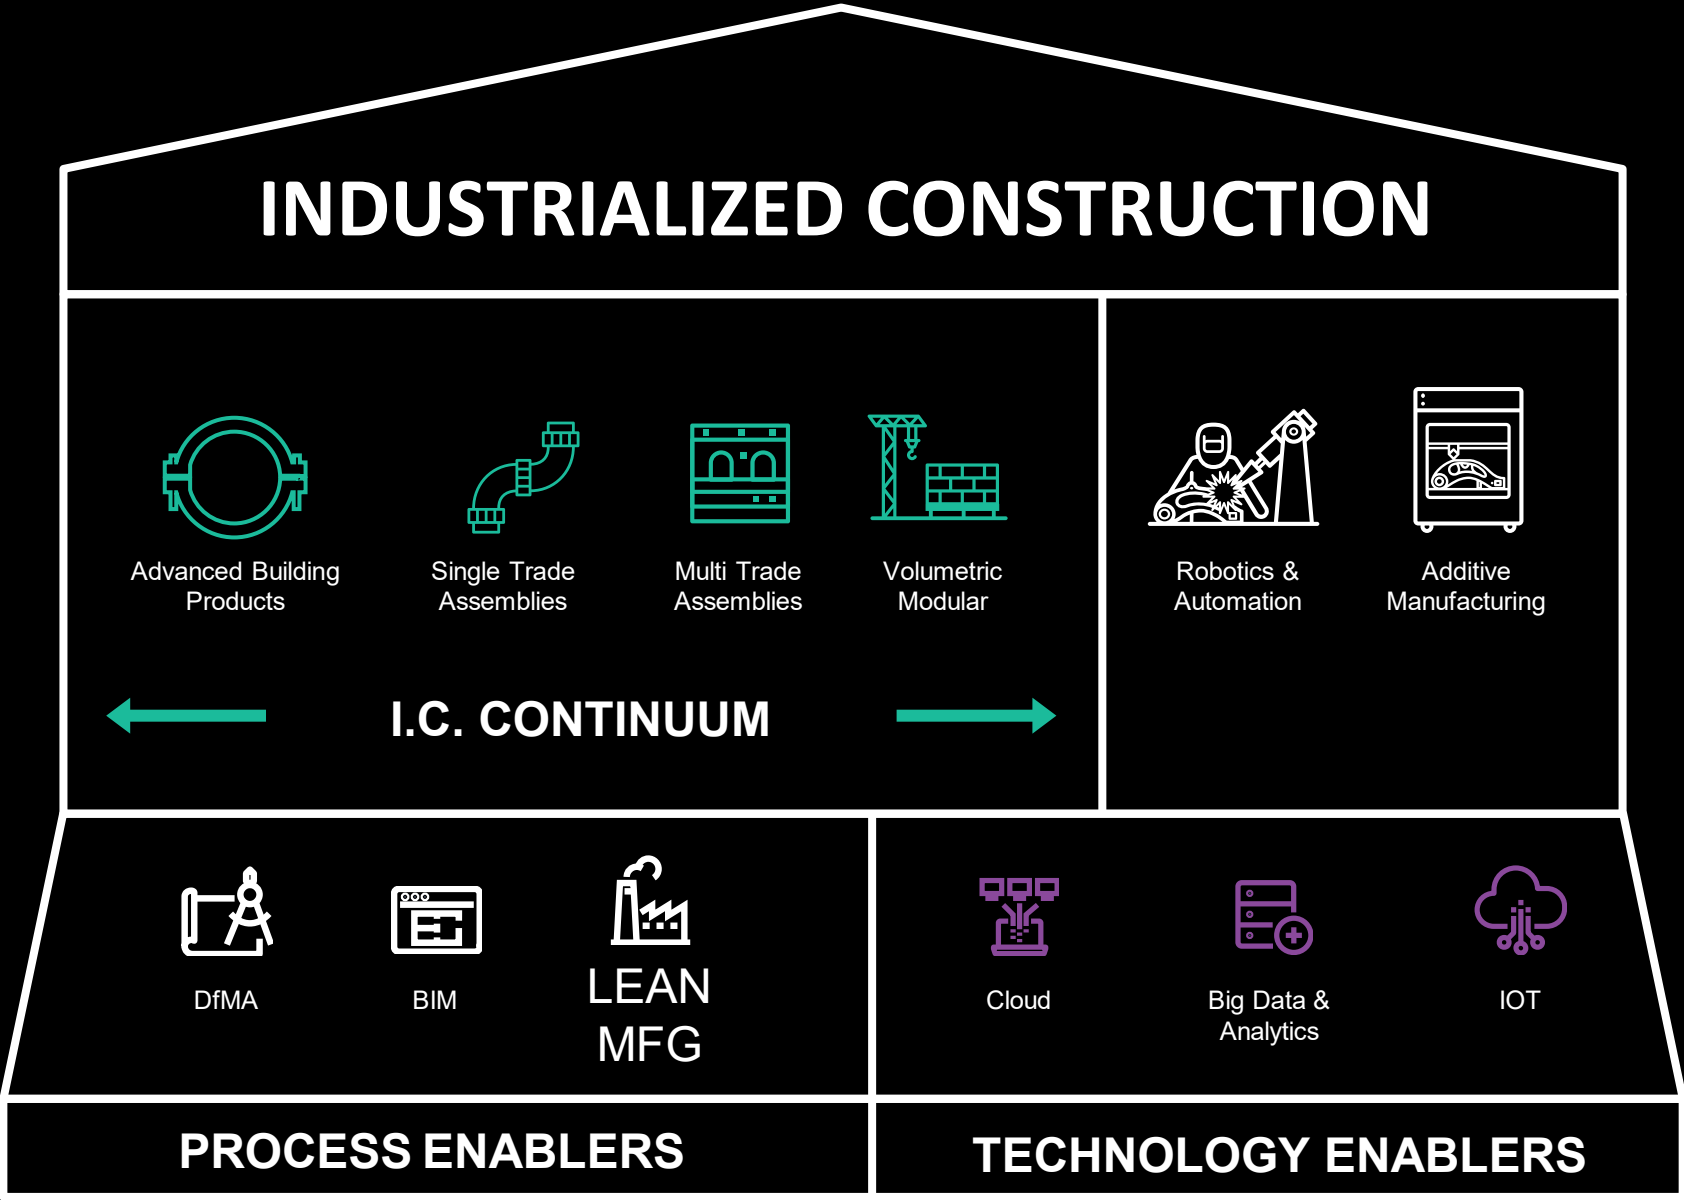 INDUSTRIALIZED CONSTRUCTION
Advanced Building
Products
Single Trade
Assemblies
Multi Trade
Assemblies
Volumetric
Modular
Robotics &
Automation
Additive
Manufacturing
I.C. CONTINUUM
DfMA
BIM
LEAN
MFG
Cloud
Big Data &
Analytics
IOT
PROCESS ENABLERS
TECHNOLOGY ENABLERS